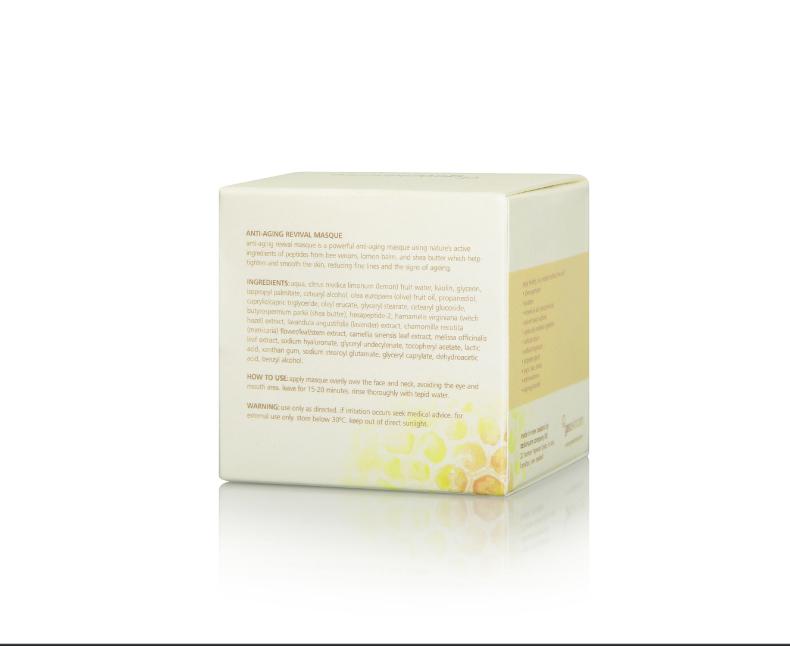 ANTI-AGING REVIVAL MASQUE
anti-aging revival masque is a powerful anti-aging masque using nature's active
ingredients of peptides from bee venom, lemon balm, and shea butter which help
tighten and smooth the skin, reducing fine lines and the signs of ageing.
INGREDIENTS: aqua, citrus medica limonum (lemon) fruit water, kaolin, glycerin,
isopropyl palmitate, cetearyl alcohol, olea europaea (olive) fruit oil, propanediol,
caprylic/capric triglyceride, oleyl erucate, glyceryl stearate, cetearyl glucoside,
butyrospermum parkii (shea butter), hexapeptide-2, hamamelis virginiana (witch
hazel) extract, lavandula angustifolia (lavender) extract, chamomilla recutita
(matricaria) flower/leaf/stem extract, camellia sinensis leaf extract, melissa officinalis
leaf extract, sodium hyaluronate, glyceryl undecylenate, tocopheryl acetate, lactic
acid, xanthan gum, sodium stearoyl glutamate, glyceryl caprylate, dehydroacetic
acid, benzyl alcohol.
HOW TO USE: apply masque evenly over the face and neck, avoiding the eye and
mouth area. leave for 15-20 minutes. rinse thoroughly with tepid water.
WARNING: use only as directed. if irritation occurs seek medical advice. for
external use only. store below 30ºC. keep out of direct sunlight.
made in new zealand by